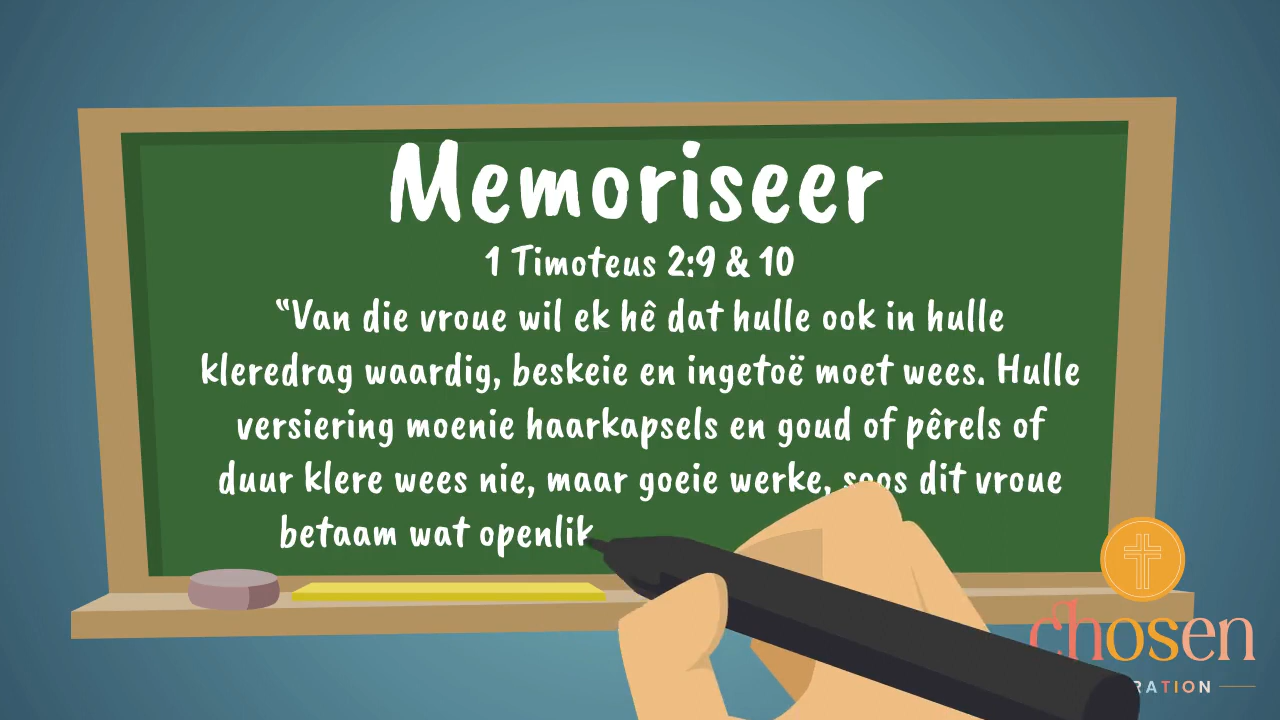 Memoriseer
1 Timoteus 2:9 & 10
“Van die vroue wil ek hê dat hulle ook in hulle
kleredrag waardig, beskeie en ingetoë moet wees. Hulle
versiering moenie haarkapsels en goud of pêrels of
duur klere wees nie, maar goeie werke, soos dit vroue
betaam wat openlik
chosen
RATION